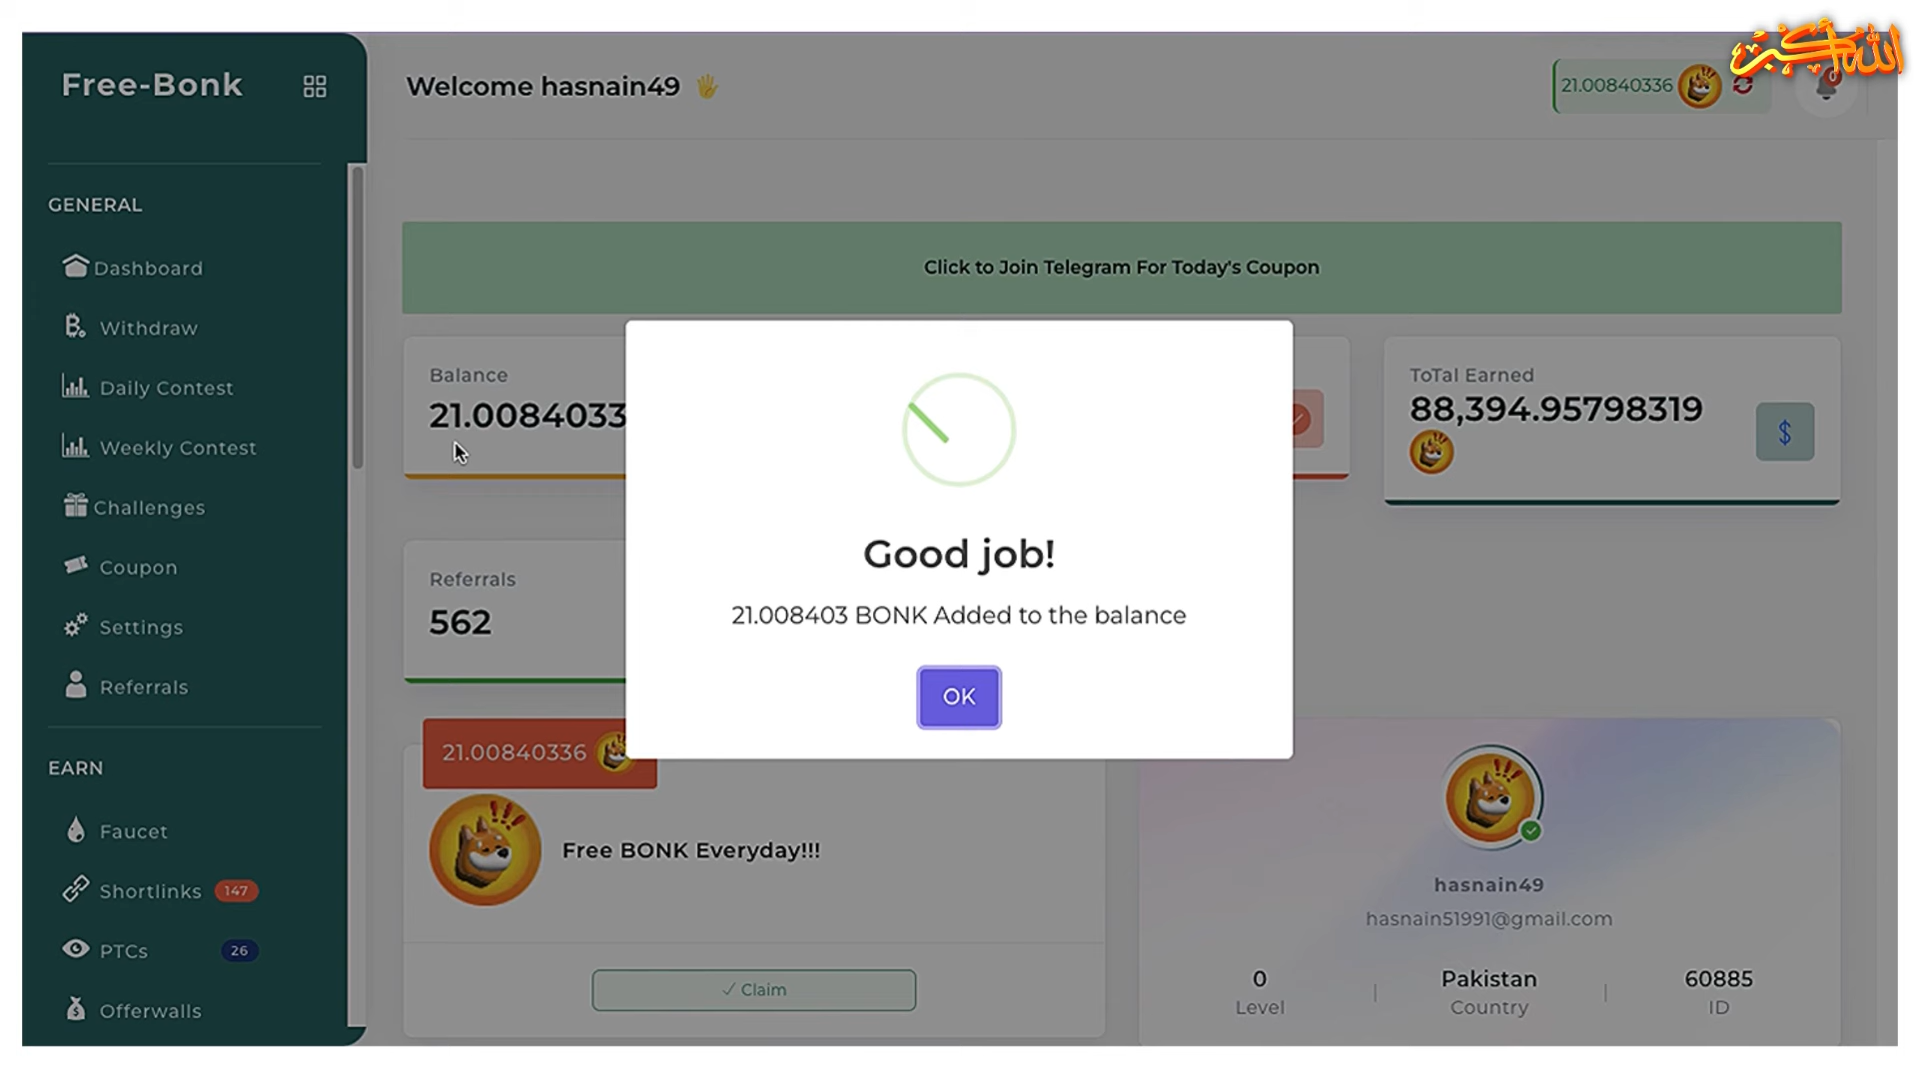 الله أكبر
Free-Bonk
Welcome hasnain49
21.00840336
GENERAL
Dashboard
Withdraw
Daily Contest
Weekly Contest
Challenges
Coupon
Settings
Referrals
EARN
Faucet
Shortlinks 147
PTCs 26
Offerwalls
Click to Join Telegram For Today's Coupon
Balance
21.0084033
ToTal Earned
88,394.95798319
$
Referrals
562
Good job!
21.008403 BONK Added to the balance
OK
21.00840336
Free BONK Everyday!!!
Claim
hasnain49
hasnain51991@gmail.com
0 | Pakistan | 60885
Level Country ID